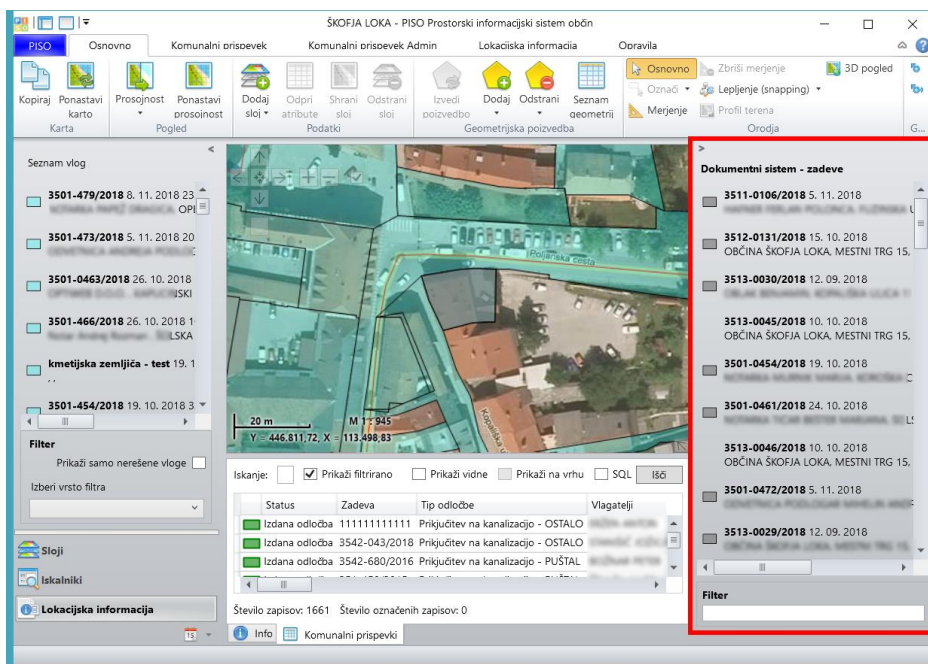 ŠKOFJA LOKA - PISO Prostorski informacijski sistem občin
PISO Osnovno Komunalni prispevek Komunalni prispevek Admin Lokacijska informacija Opravila
Kopiraj Ponastavi karto
Karta
Prosojnost Ponastavi prosojnost
Pogled
Dodaj sloj Odpri atribute Shrani sloj Odstrani sloj
Podatki
Izvedi poizvedbo Dodaj Odstrani Seznam geometrij
Geometrijska poizvedba
Osnovno Zbriši merjenje 3D pogled
Označi Lepljenje (snapping)
Merjenje Profil terena
Orodja
G...
Seznam vlog
3501-479/2018 8. 11. 2018 23
OPI
3501-473/2018 5. 11. 2018 20
3501-0463/2018 26. 10. 2018
3501-466/2018 26. 10. 2018 1
kmetijska zemljiča - test 19. 1
, ,
3501-454/2018 19. 10. 2018 3
Filter
Prikaži samo nerešene vloge
Izberi vrsto filtra
Sloji
Iskalniki
Lokacijska informacija
15
Poljanska cesta
Kopališka
20 m M 1 : 945
Y = 446.811,72, X = 113.498,83
Iskanje: Prikaži filtrirano Prikaži vidne Prikaži na vrhu SQL Išči
Status Zadeva Tip odločbe Vlagatelji
Izdana odločba 111111111111 Prikjučitev na kanalizacijo - OSTALO
Izdana odločba 3542-043/2018 Prikjučitev na kanalizacijo - OSTALO
Izdana odločba 3542-680/2016 Prikjučitev na kanalizacijo - PUŠTAL
Število zapisov: 1661 Število označenih zapisov: 0
Info Komunalni prispevki
Dokumentni sistem - zadeve
3511-0106/2018 5. 11. 2018
3512-0131/2018 15. 10. 2018
OBČINA ŠKOFJA LOKA, MESTNI TRG 15,
3513-0030/2018 12. 09. 2018
3513-0045/2018 10. 10. 2018
OBČINA ŠKOFJA LOKA, MESTNI TRG 15,
3501-0454/2018 19. 10. 2018
3501-0461/2018 24. 10. 2018
3513-0046/2018 10. 10. 2018
OBČINA ŠKOFJA LOKA, MESTNI TRG 15,
3501-0472/2018 5. 11. 2018
3513-0029/2018 12. 09. 2018
Filter